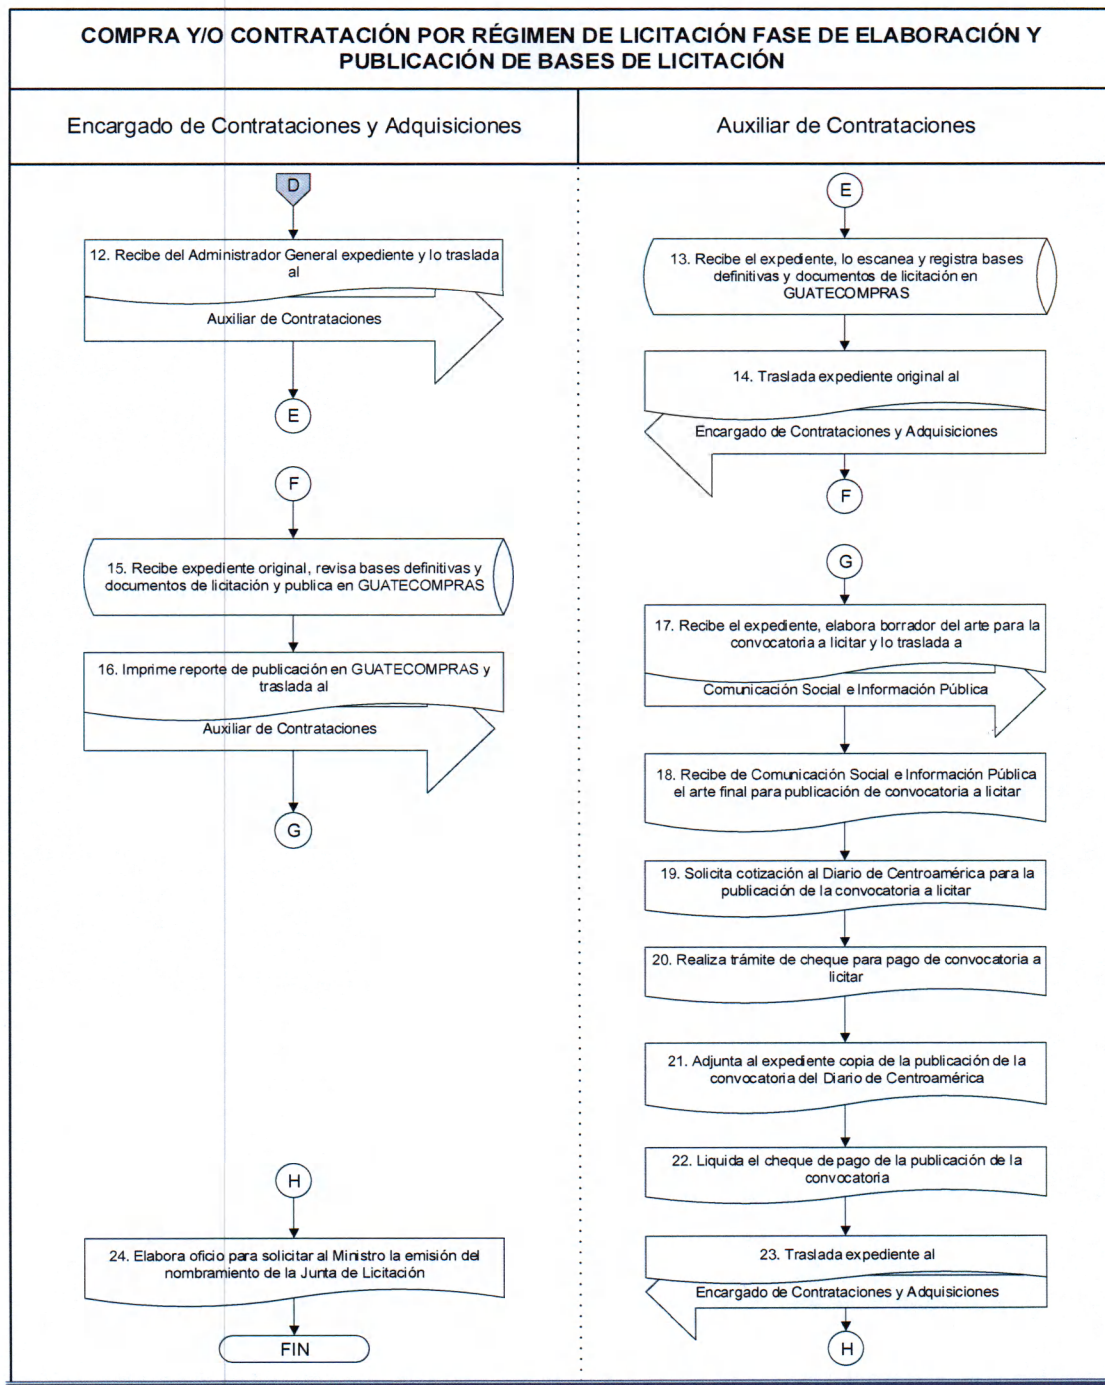 COMPRA Y/O CONTRATACIÓN POR RÉGIMEN DE LICITACIÓN FASE DE ELABORACIÓN Y
PUBLICACIÓN DE BASES DE LICITACIÓN
Encargado de Contrataciones y Adquisiciones
Auxiliar de Contrataciones
D
12. Recibe del Administrador General expediente y lo traslada
al
Auxiliar de Contrataciones
E
E
13. Recibe el expediente, lo escanea y registra bases
definitivas y documentos de licitación en
GUATECOMPRAS
14. Traslada expediente original al
Encargado de Contrataciones y Adquisiciones
F
F
15. Recibe expediente original, revisa bases definitivas y
documentos de licitación y publica en GUATECOMPRAS
16. Imprime reporte de publicación en GUATECOMPRAS y
traslada al
Auxiliar de Contrataciones
G
G
17. Recibe el expediente, elabora borrador del arte para la
convocatoria a licitar y lo traslada a
Comunicación Social e Información Pública
18. Recibe de Comunicación Social e Información Pública
el arte final para publicación de convocatoria a licitar
19. Solicita cotización al Diario de Centroamérica para la
publicación de la convocatoria a licitar
20. Realiza trámite de cheque para pago de convocatoria a
licitar
21. Adjunta al expediente copia de la publicación de la
convocatoria del Diario de Centroamérica
22. Liquida el cheque de pago de la publicación de la
convocatoria
23. Traslada expediente al
Encargado de Contrataciones y Adquisiciones
H
H
24. Elabora oficio para solicitar al Ministro la emisión del
nombramiento de la Junta de Licitación
FIN